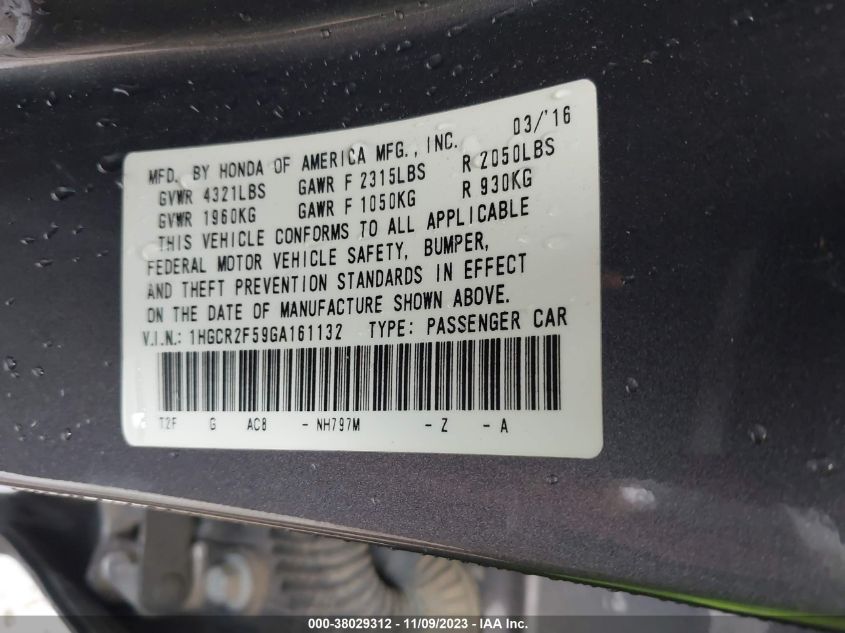 03/'16
MFD. BY HONDA OF AMERICA MFG., INC.
GVWR 4321LBS GAWR F 2315LBS R 2050LBS
GVWR 1960KG GAWR F 1050KG R 930KG
THIS VEHICLE CONFORMS TO ALL APPLICABLE
FEDERAL MOTOR VEHICLE SAFETY, BUMPER,
AND THEFT PREVENTION STANDARDS IN EFFECT
ON THE DATE OF MANUFACTURE SHOWN ABOVE.
V.I.N.: 1HGCR2F59GA161132 TYPE: PASSENGER CAR
T2F G AC8 - NH797M - Z - A
000-38029312 - 11/09/2023 - IAA Inc.